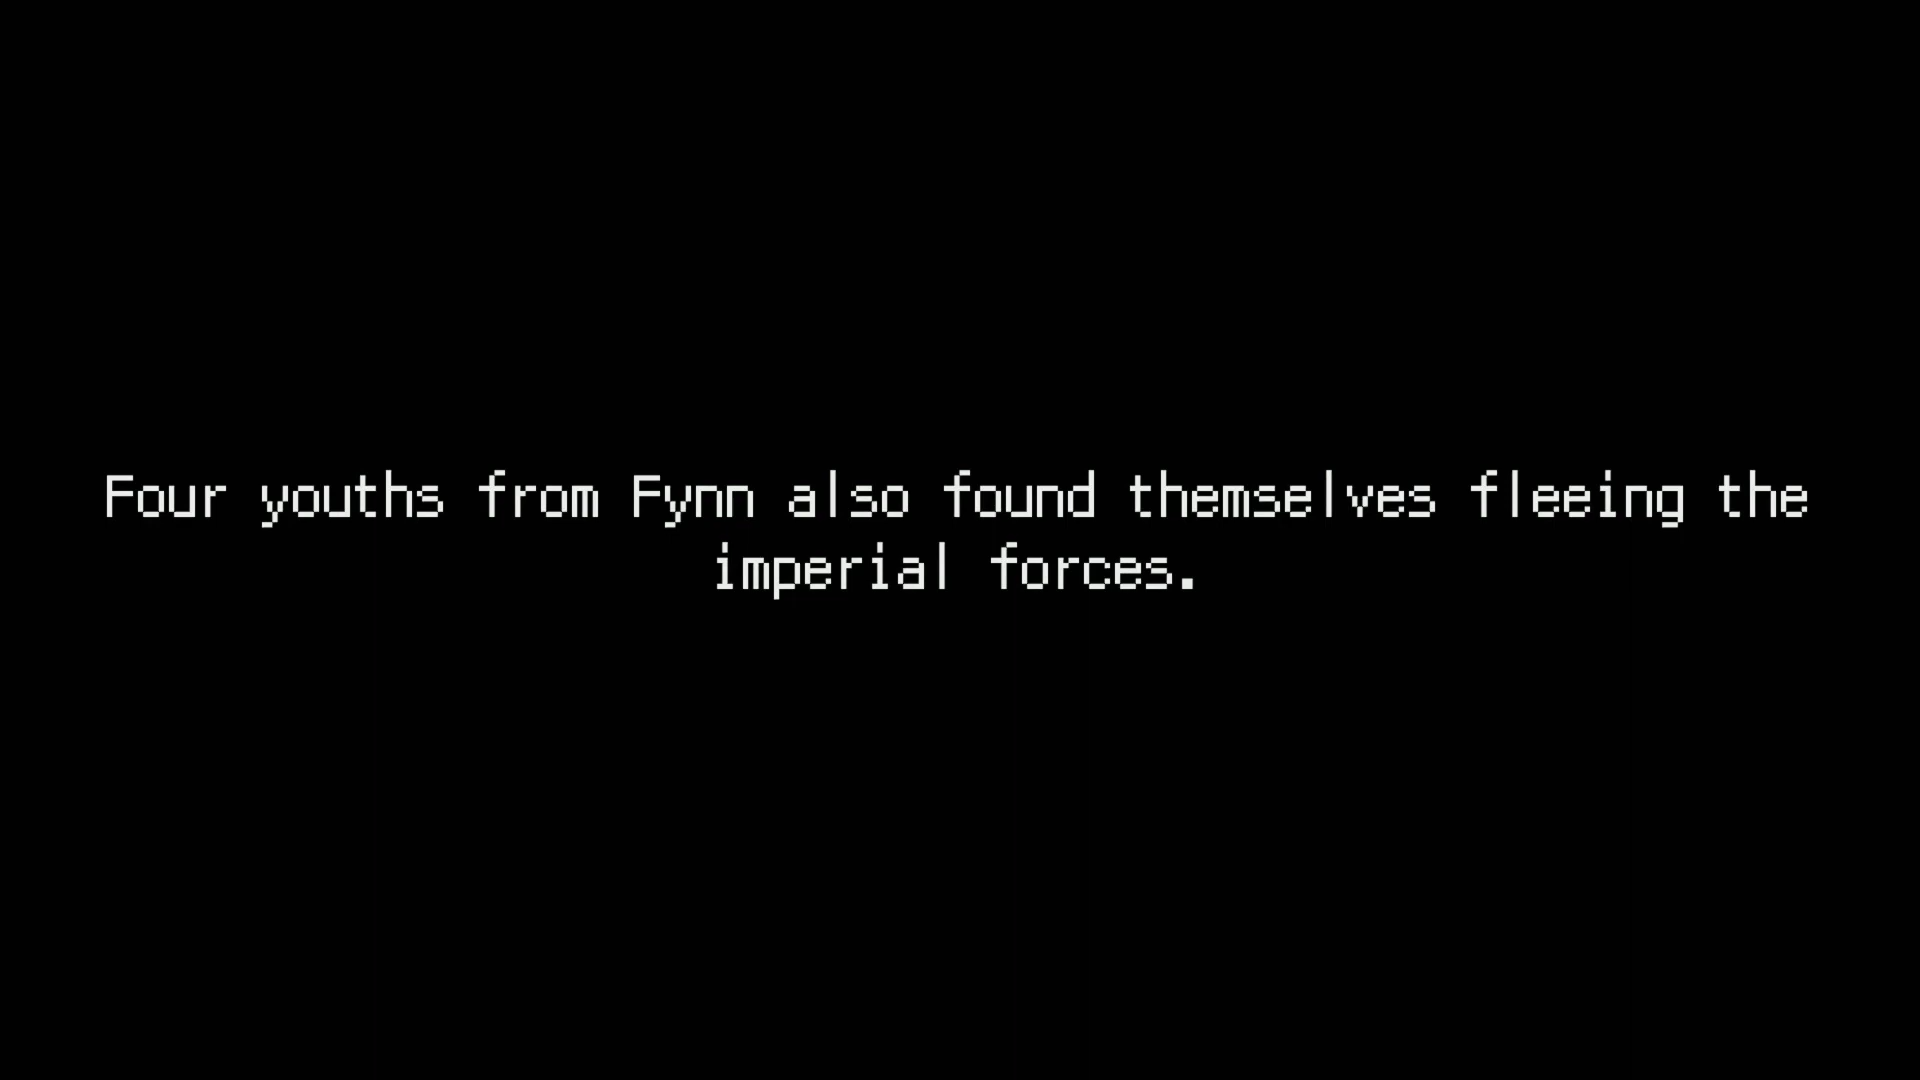 Four youths from Fynn also found themselves fleeing the
imperial forces.